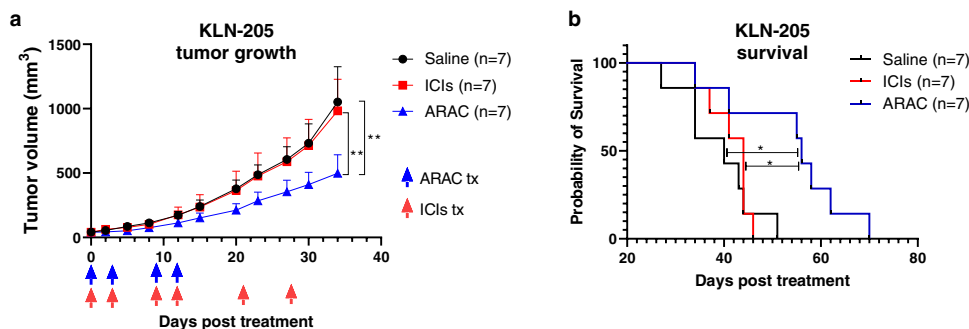 a
KLN-205
tumor growth
Tumor volume (mm³)
1500
1000
500
0
0
10
20
30
40
Saline (n=7)
ICIs (n=7)
ARAC (n=7)
**
**
ARAC tx
ICIs tx
Days post treatment
b
KLN-205
survival
Probability of Survival
100
50
0
20
40
60
80
Saline (n=7)
ICIs (n=7)
ARAC (n=7)
*
*
Days post treatment